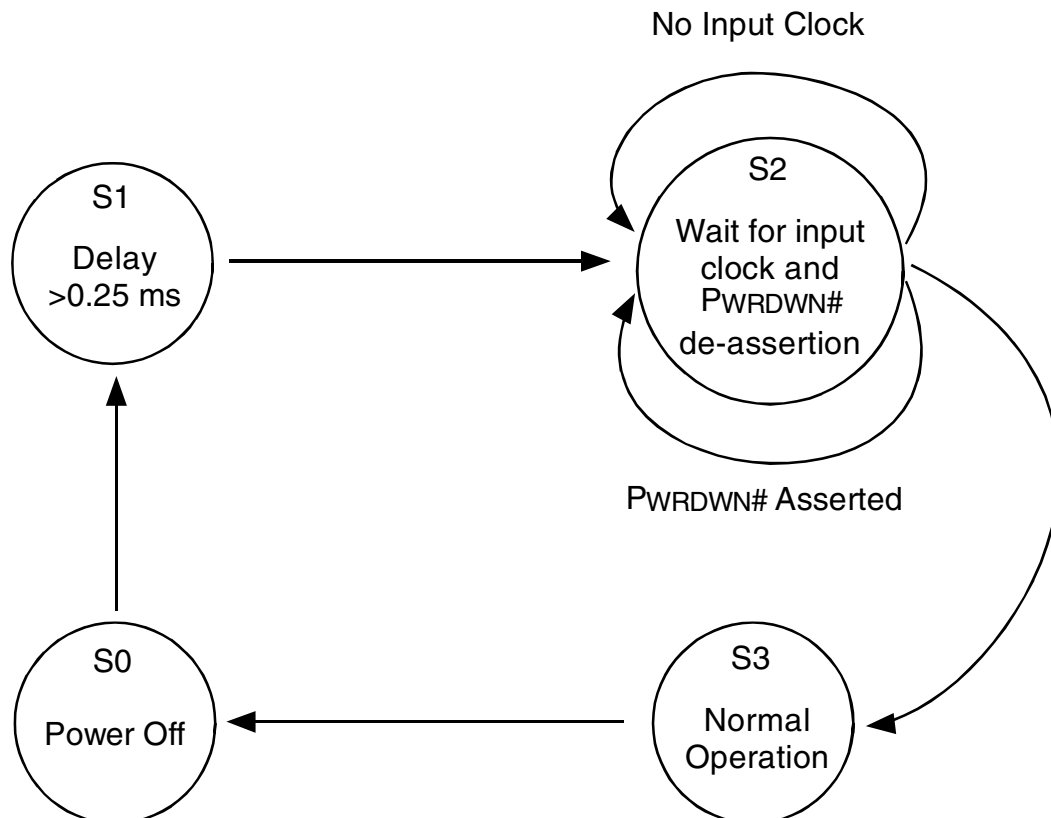 No Input Clock
S1
Delay
>0.25 ms
S2
Wait for input
clock and
PWRDWN#
de-assertion
PWRDWN# Asserted
S0
Power Off
S3
Normal
Operation